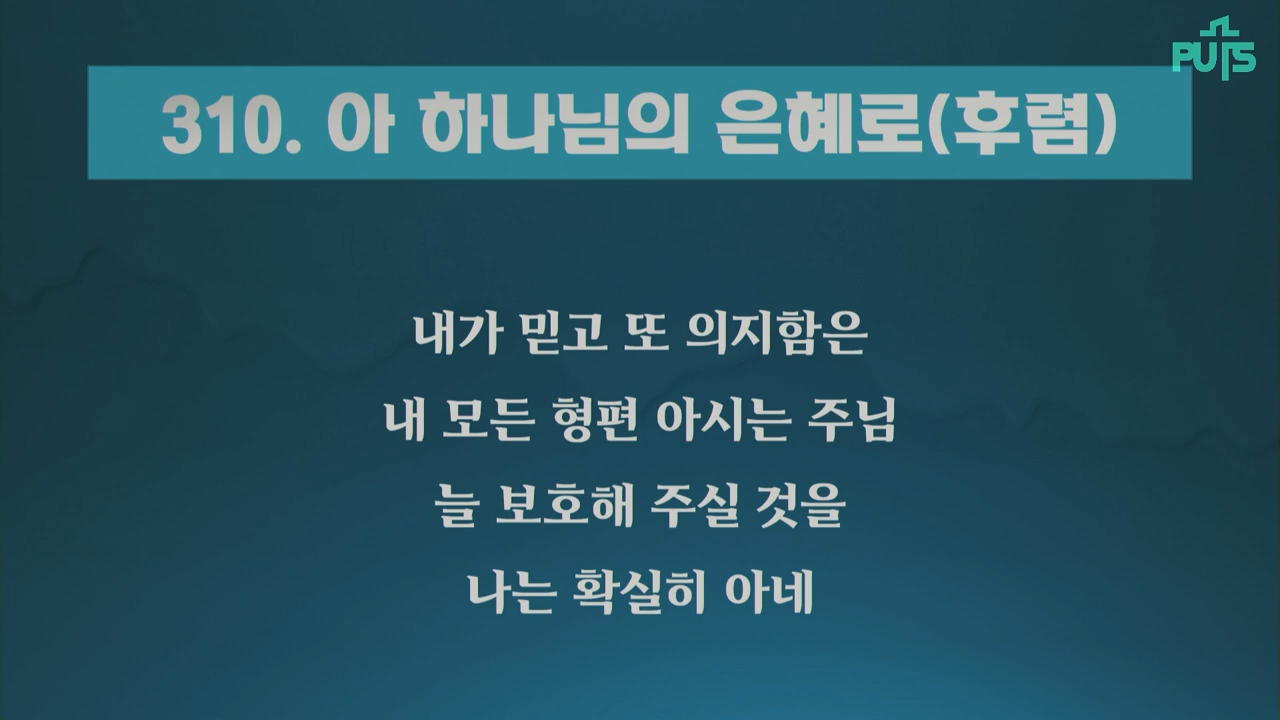 PUTS
310. 아 하나님의 은혜로(후렴)
내가 믿고 또 의지함은
내 모든 형편 아시는 주님
늘 보호해 주실 것을
나는 확실히 아네